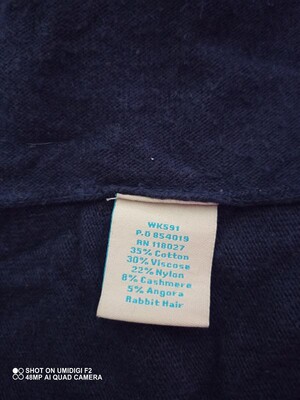 WK591
P.O 854019
RN 118027
35% Cotton
30% Viscose
22% Nylon
8% Cashmere
5% Angora
Rabbit Hair
SHOT ON UMIDIGI F2
48MP AI QUAD CAMERA